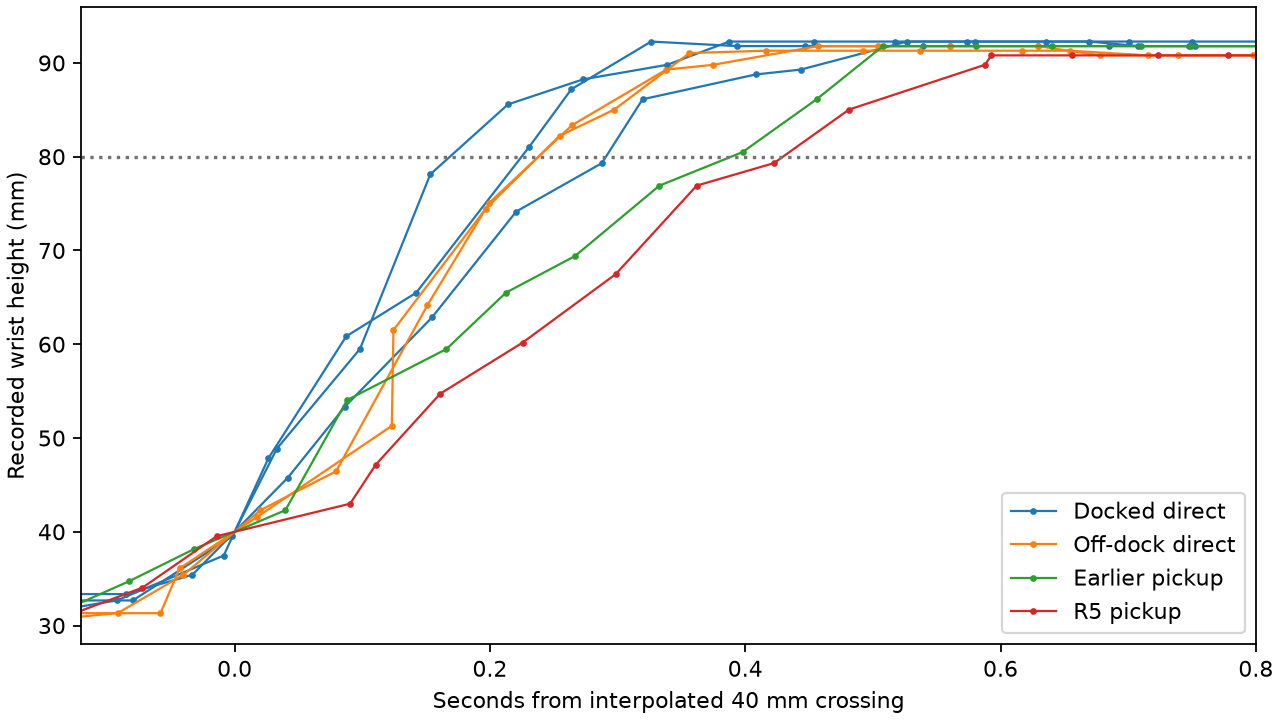 Recorded wrist height (mm)
90
80
70
60
50
40
30
0.0 0.2 0.4 0.6 0.8
Seconds from interpolated 40 mm crossing
Docked direct
Off-dock direct
Earlier pickup
R5 pickup